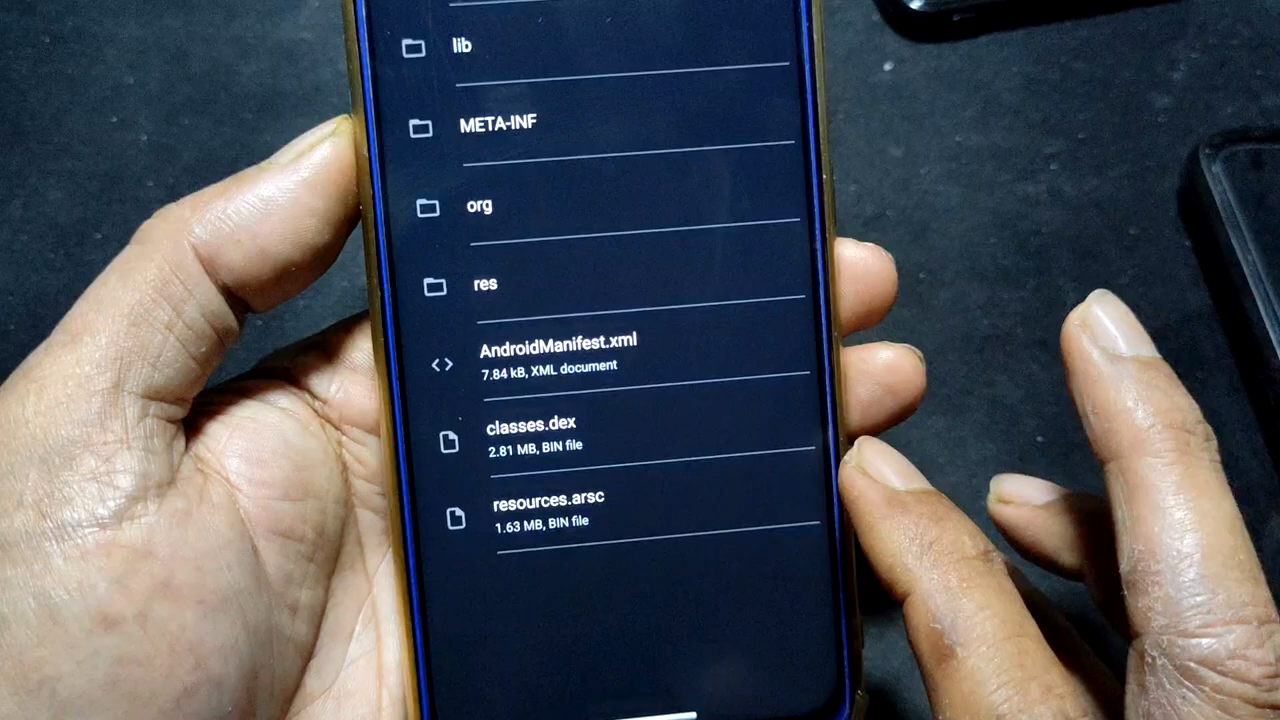 lib
META-INF
org
res
AndroidManifest.xml
7.84 kB, XML document
classes.dex
2.81 MB, BIN file
resources.arsc
1.63 MB, BIN file